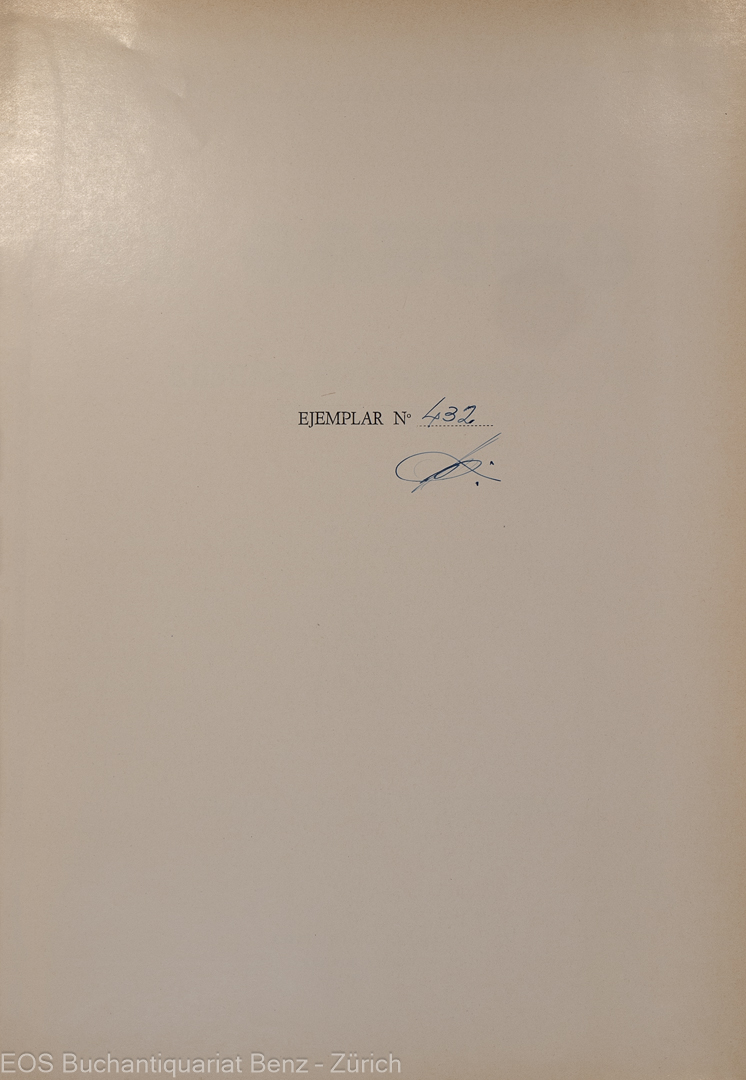 EJEMPLAR Nº 432
EOS Buchantiquariat Benz - Zürich